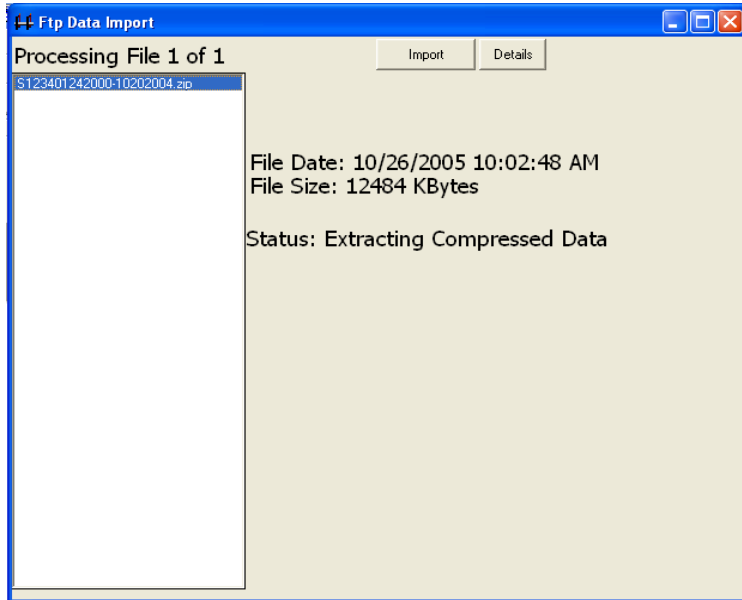 Ftp Data Import
Processing File 1 of 1
Import
Details
S123401242000-10202004.zip
File Date: 10/26/2005 10:02:48 AM
File Size: 12484 KBytes
Status: Extracting Compressed Data